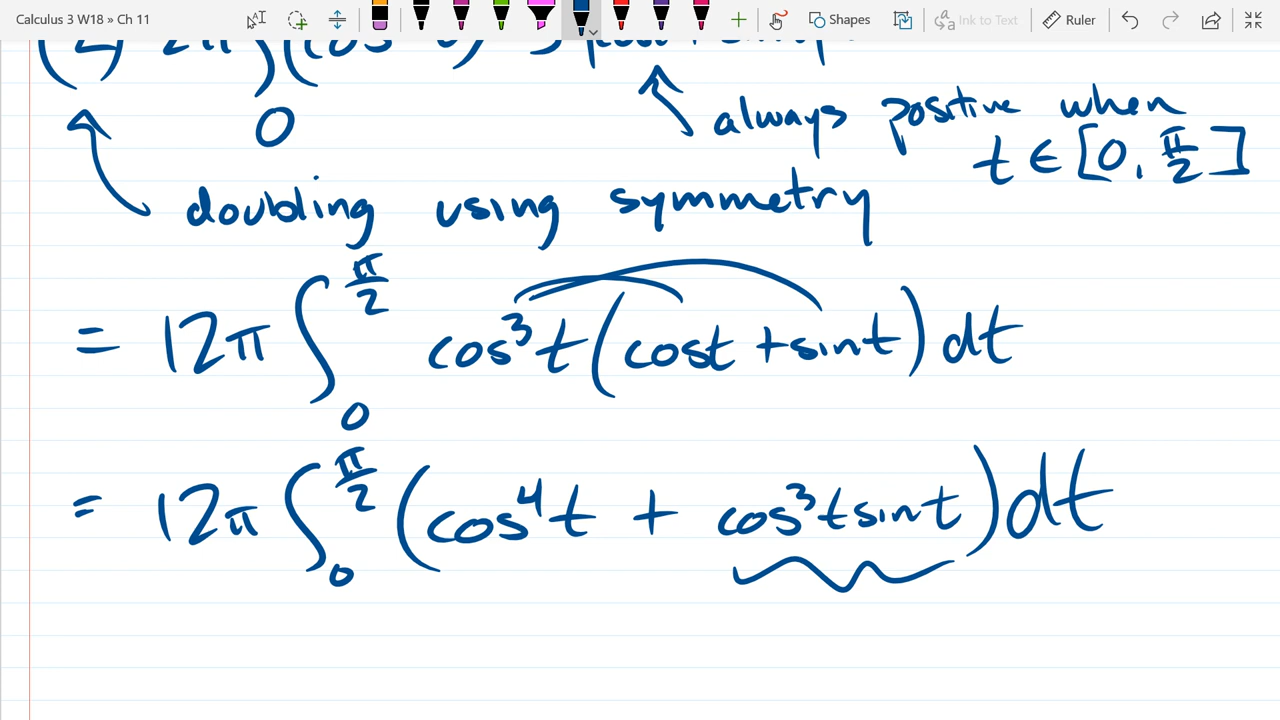 Calculus 3 W18 » Ch 11
Shapes
Ink to Text
Ruler
0
always positive when
t ∈ [0, π/2]
doubling using symmetry
= 12π ∫₀^(π/2) cos³t (cost + sint) dt
= 12π ∫₀^(π/2) (cos⁴t + cos³t sint) dt